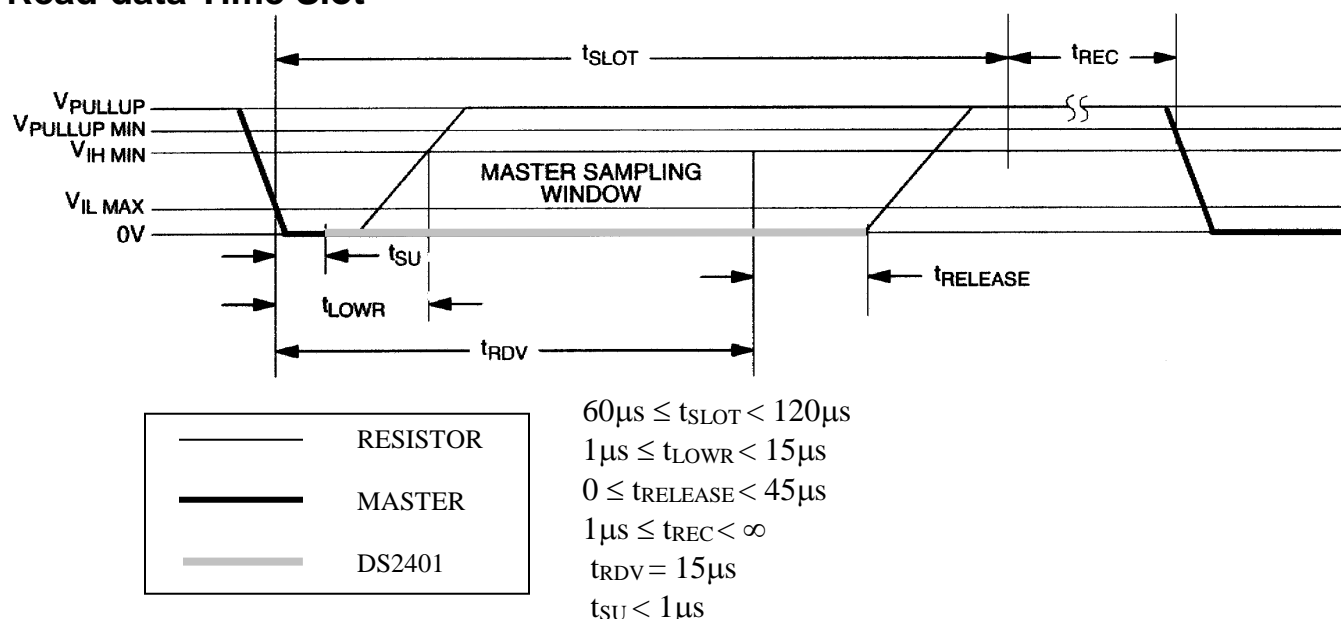 Read-data Time Slot
tSLOT
tREC
VPULLUP
VPULLUP MIN
VIH MIN
MASTER SAMPLING
WINDOW
VIL MAX
0V
tSU
tRELEASE
tLOWR
tRDV
RESISTOR
MASTER
DS2401
60μs ≤ tSLOT < 120μs
1μs ≤ tLOWR < 15μs
0 ≤ tRELEASE < 45μs
1μs ≤ tREC < ∞
tRDV = 15μs
tSU < 1μs